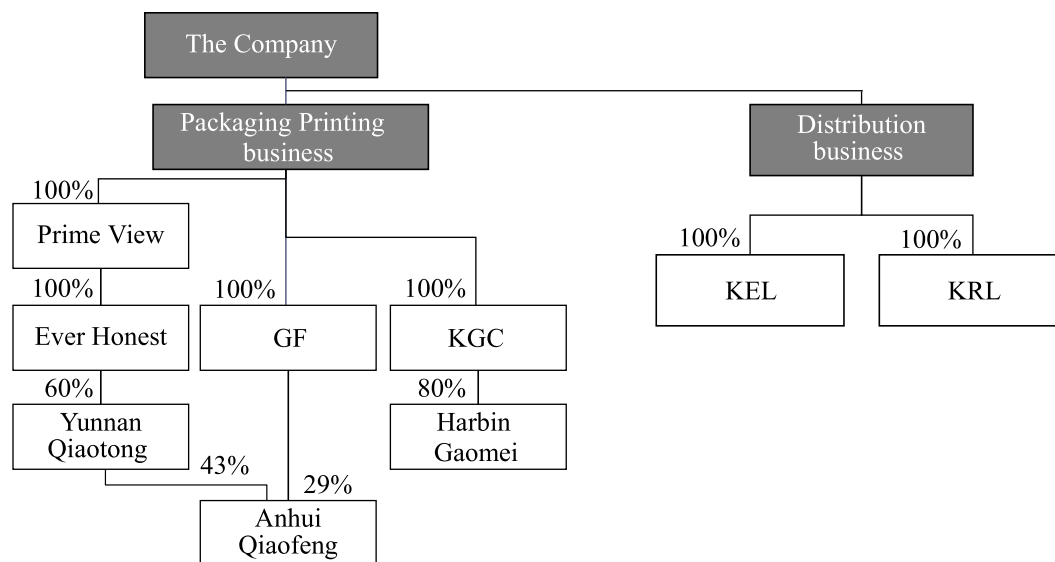 The Company
Packaging Printing
business
Distribution
business
100%
Prime View
100%
100%
KEL
100%
KRL
100%
Ever Honest
100%
GF
100%
KGC
60%
Yunnan
Qiaotong
80%
Harbin
Gaomei
43%
29%
Anhui
Qiaofeng